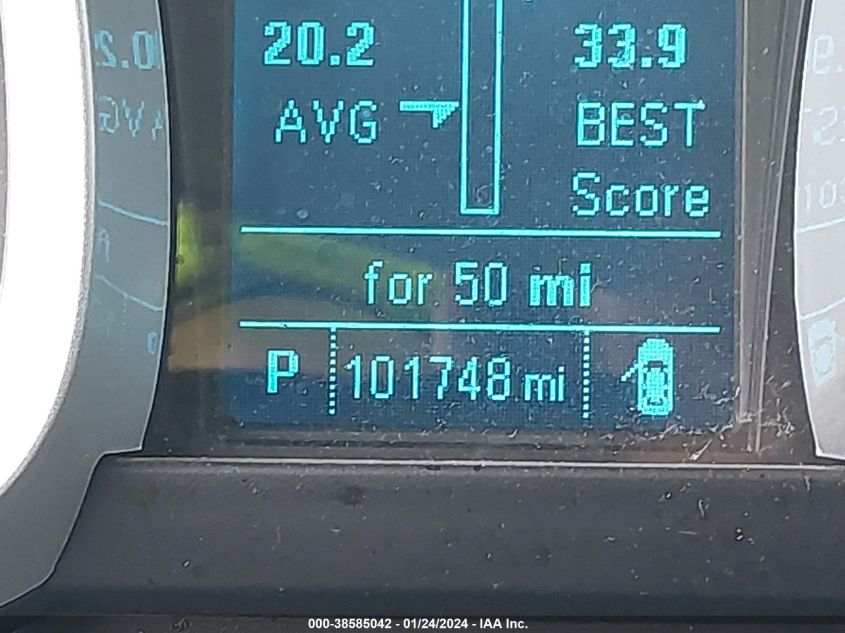 20.2 33.9
AVG BEST
Score
for 50 mi
P 101748 mi
000-38585042 - 01/24/2024 - IAA Inc.